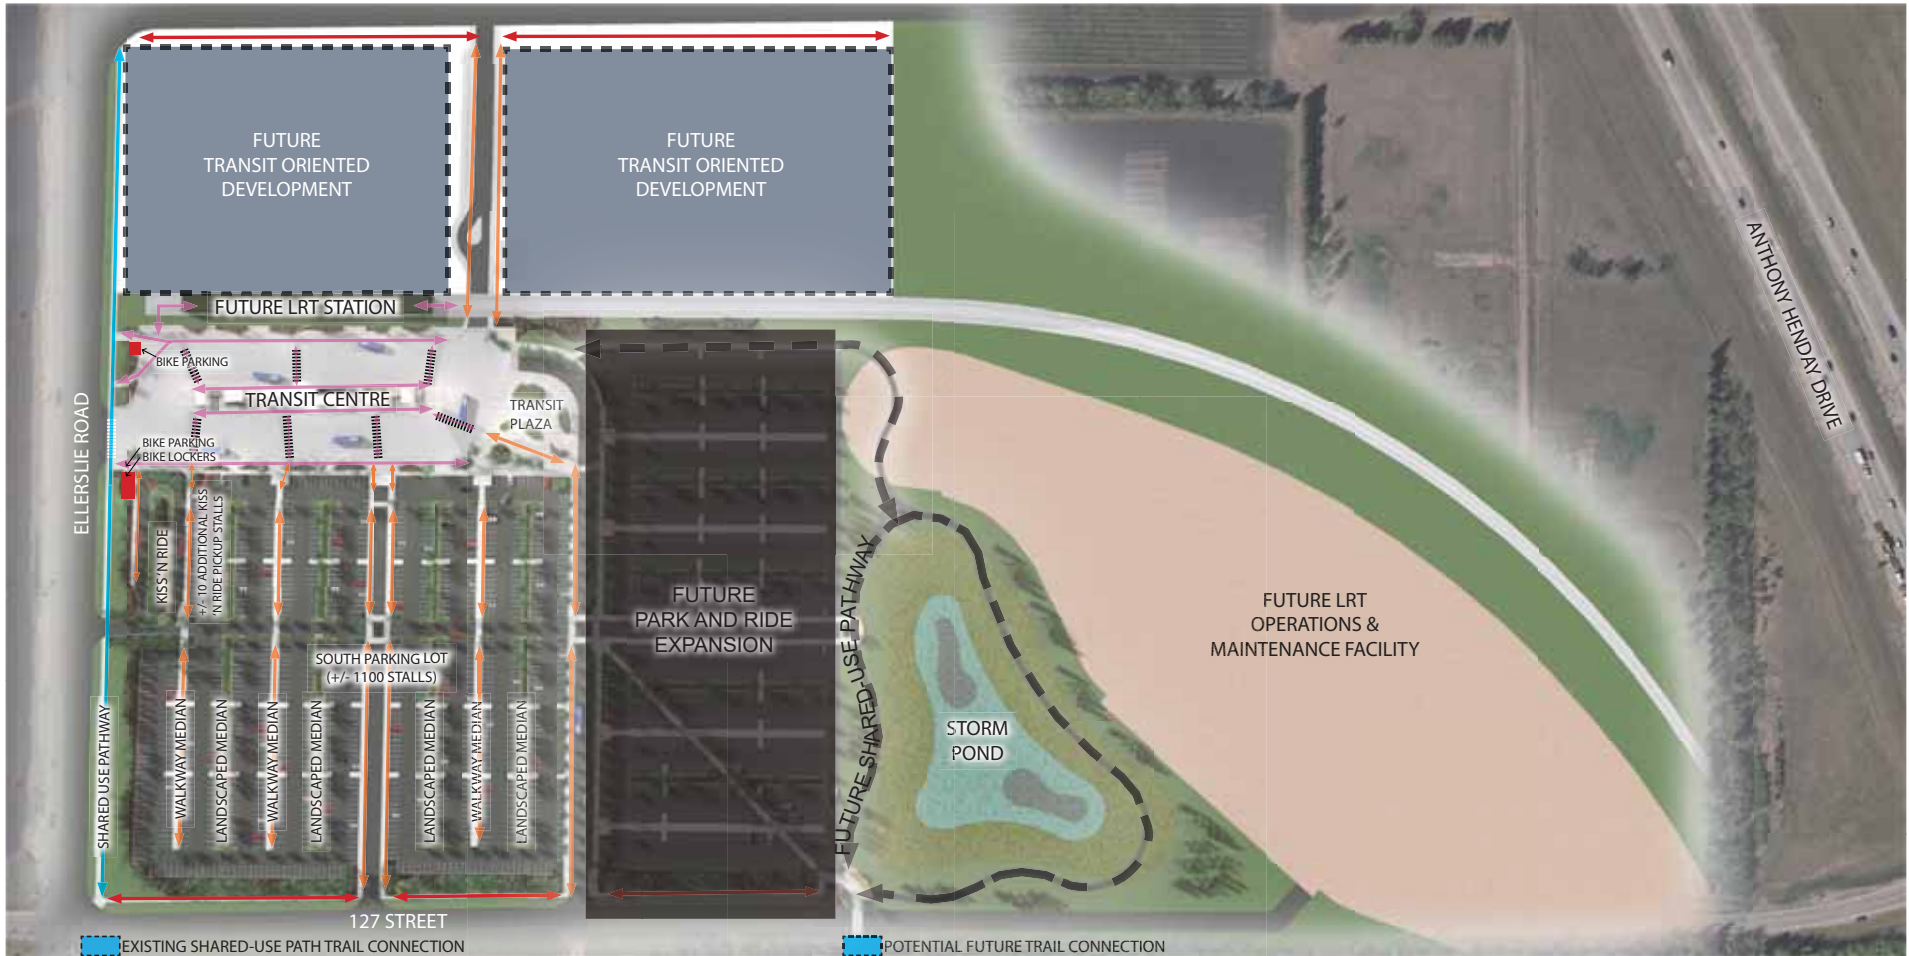 FUTURE
TRANSIT ORIENTED
DEVELOPMENT
FUTURE
TRANSIT ORIENTED
DEVELOPMENT
ANTHONY HENDAY DRIVE
FUTURE LRT STATION
BIKE PARKING
TRANSIT CENTRE
TRANSIT
PLAZA
ELLERSLIE ROAD
BIKE PARKING
BIKE LOCKERS
KISS'N RIDE
+/- 10 ADDITIONAL KISS
'N RIDE PICKUP STALLS
FUTURE
PARK AND RIDE
EXPANSION
FUTURE SHARED-USE PATHWAY
FUTURE LRT
OPERATIONS &
MAINTENANCE FACILITY
SOUTH PARKING LOT
(+/- 1100 STALLS)
STORM
POND
SHARED USE PATHWAY
WALKWAY MEDIAN
LANDSCAPED MEDIAN
WALKWAY MEDIAN
LANDSCAPED MEDIAN
LANDSCAPED MEDIAN
WALKWAY MEDIAN
LANDSCAPED MEDIAN
127 STREET
EXISTING SHARED-USE PATH TRAIL CONNECTION
POTENTIAL FUTURE TRAIL CONNECTION